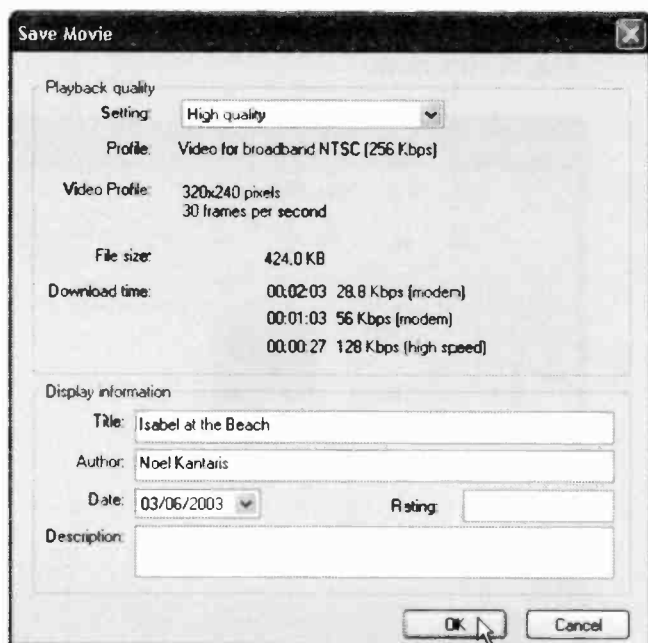 Save Movie
Playback quality
Setting: High quality
Profile: Video for broadband NTSC (256 Kbps)
Video Profile: 320x240 pixels
30 frames per second
File size: 424.0 KB
Download time: 00:02:03 28.8 Kbps (modem)
00:01:03 56 Kbps (modem)
00:00:27 128 Kbps (high speed)
Display information
Title: Isabel at the Beach
Author: Noel Kantaris
Date: 03/06/2003 Rating:
Description:
OK Cancel